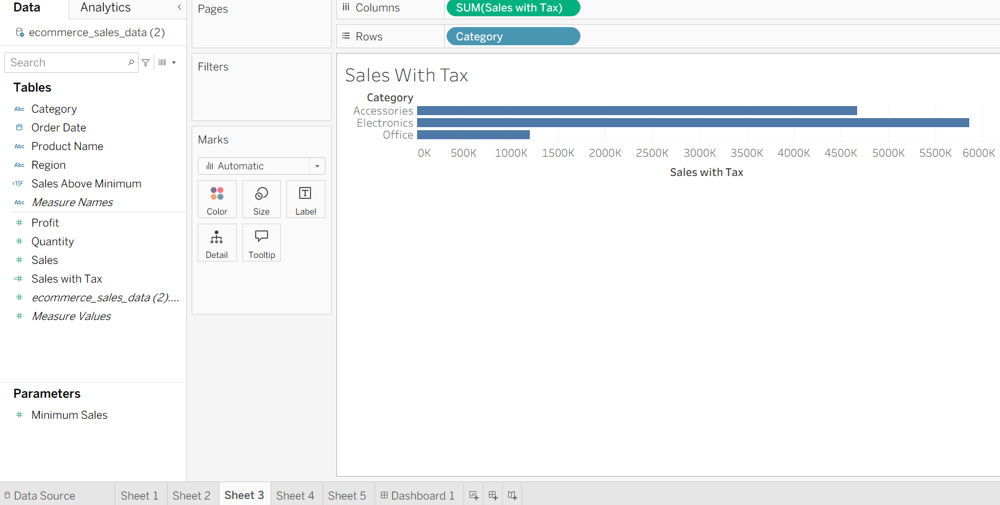 Data
Analytics
ecommerce_sales_data (2)
Search
Tables
Abc Category
Order Date
Abc Product Name
Abc Region
=T|F Sales Above Minimum
Abc Measure Names
# Profit
# Quantity
# Sales
=# Sales with Tax
# ecommerce_sales_data (2)....
# Measure Values
Parameters
# Minimum Sales
Pages
Filters
Marks
Automatic
Color
Size
Label
Detail
Tooltip
Columns
SUM(Sales with Tax)
Rows
Category
Sales With Tax
Category
Accessories
Electronics
Office
0K 500K 1000K 1500K 2000K 2500K 3000K 3500K 4000K 4500K 5000K 5500K 6000K
Sales with Tax
Data Source
Sheet 1
Sheet 2
Sheet 3
Sheet 4
Sheet 5
Dashboard 1